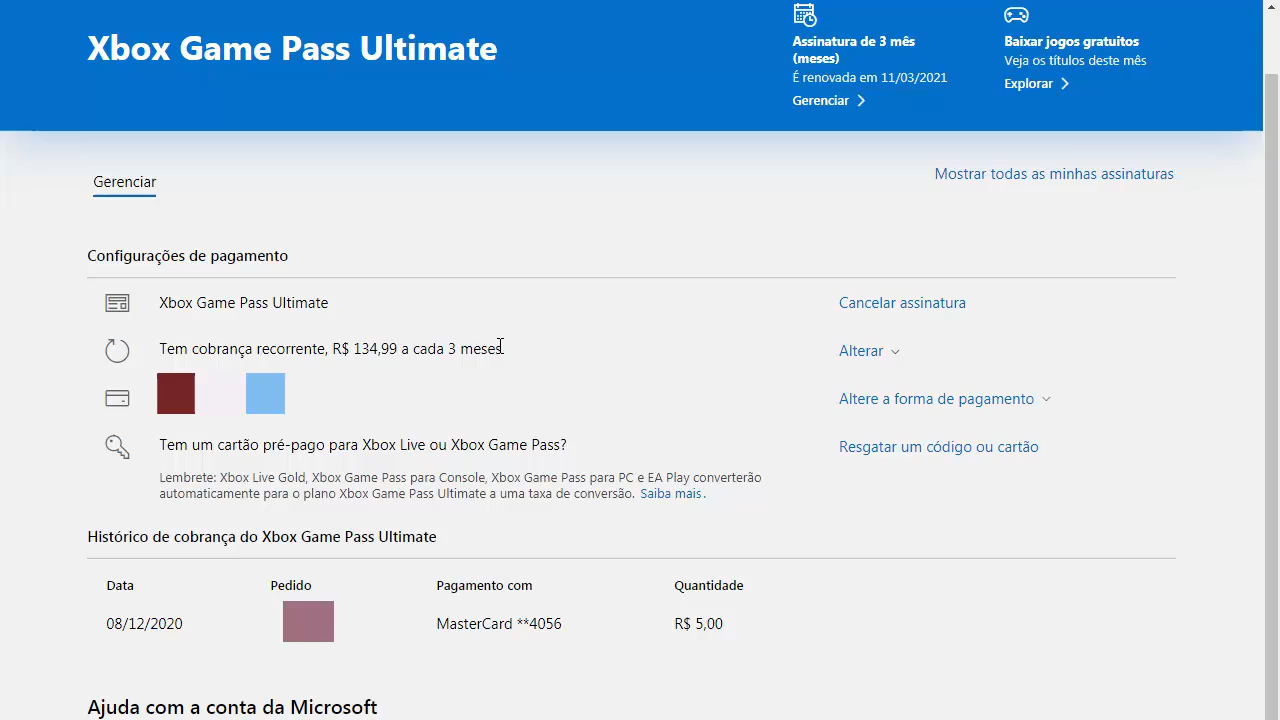 Xbox Game Pass Ultimate
Assinatura de 3 mês
(meses)
É renovada em 11/03/2021
Gerenciar
Baixar jogos gratuitos
Veja os títulos deste mês
Explorar
Gerenciar
Mostrar todas as minhas assinaturas
Configurações de pagamento
Xbox Game Pass Ultimate
Cancelar assinatura
Tem cobrança recorrente, R$ 134,99 a cada 3 meses.
Alterar
Altere a forma de pagamento
Tem um cartão pré-pago para Xbox Live ou Xbox Game Pass?
Resgatar um código ou cartão
Lembrete: Xbox Live Gold, Xbox Game Pass para Console, Xbox Game Pass para PC e EA Play converterão
automaticamente para o plano Xbox Game Pass Ultimate a uma taxa de conversão. Saiba mais.
Histórico de cobrança do Xbox Game Pass Ultimate
Data Pedido Pagamento com Quantidade
08/12/2020 MasterCard **4056 R$ 5,00
Ajuda com a conta da Microsoft